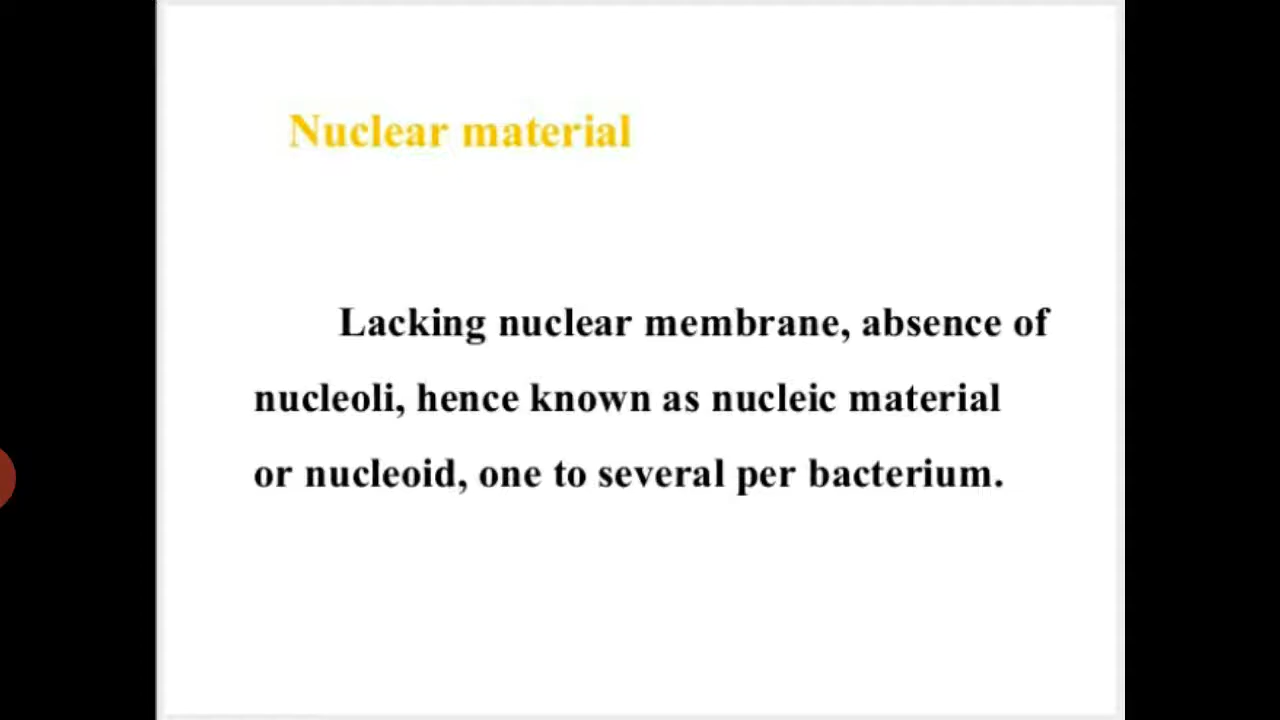 Nuclear material
Lacking nuclear membrane, absence of
nucleoli, hence known as nucleic material
or nucleoid, one to several per bacterium.